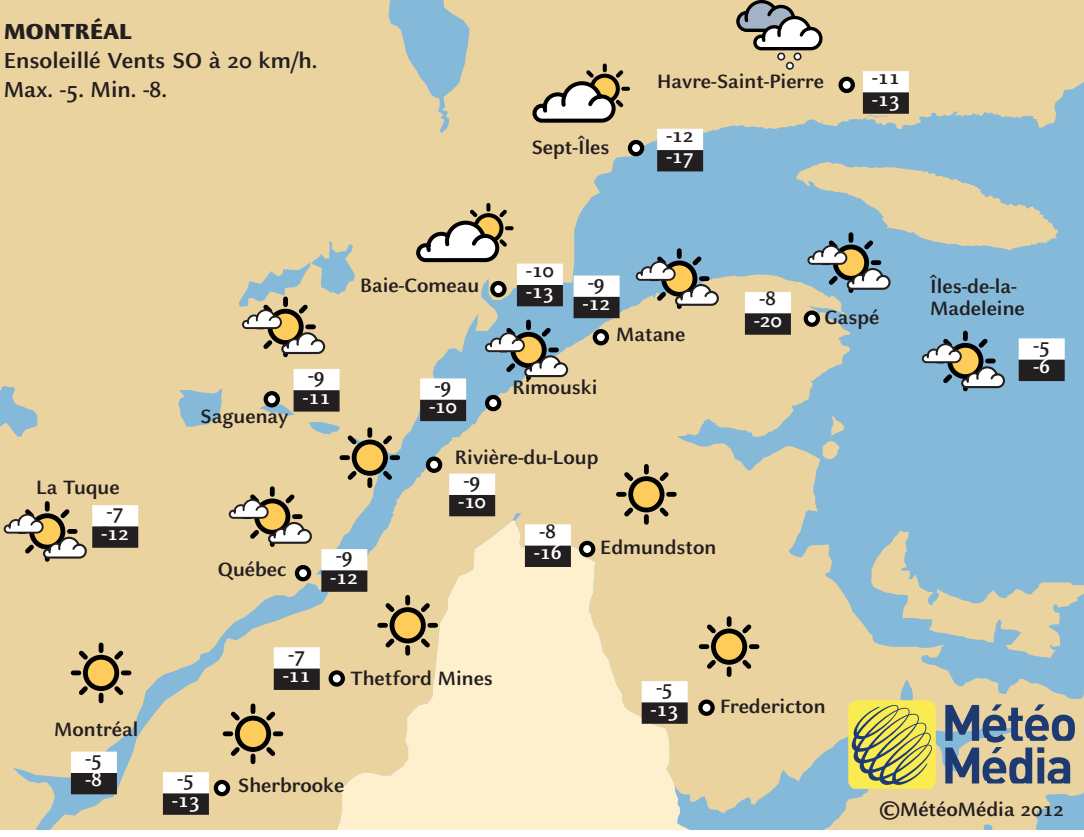 MONTRÉAL
Ensoleillé Vents SO à 20 km/h.
Max. -5. Min. -8.
Havre-Saint-Pierre
-11
-13
Sept-Îles
-12
-17
Baie-Comeau
-10
-13
-9
-12
Matane
-8
-20
Gaspé
Îles-de-la-
Madeleine
-5
-6
-9
-11
Saguenay
Rimouski
-9
-10
Rivière-du-Loup
-9
-10
La Tuque
-7
-12
-8
-16
Edmundston
Québec
-9
-12
-7
-11
Thetford Mines
-5
-13
Fredericton
Montréal
-5
-8
-5
-13
Sherbrooke
Météo
Média
©MétéoMédia 2012